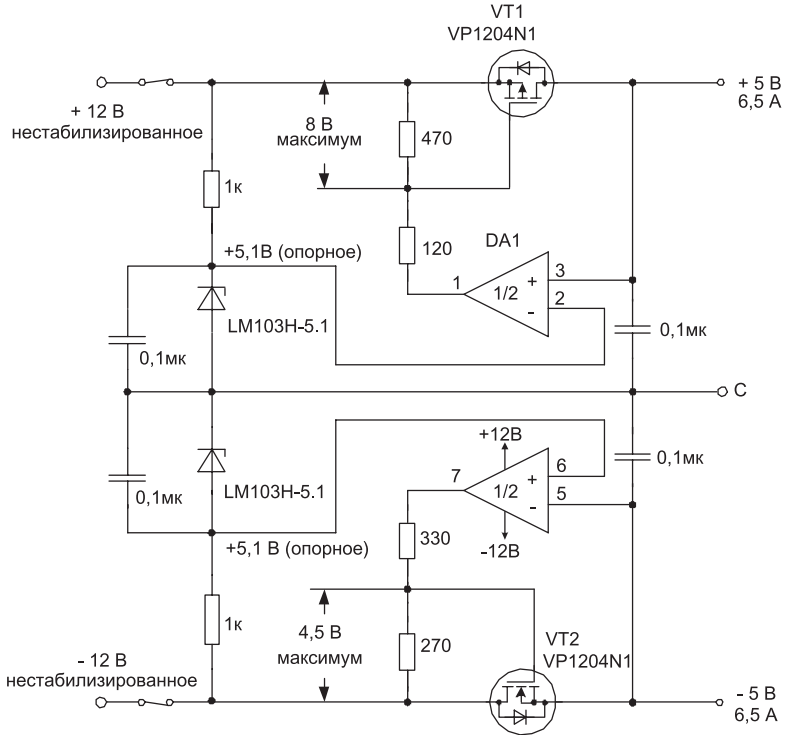 VT1
VP1204N1
+ 12 В
нестабилизированное
8 В
максимум
470
+ 5 В
6,5 А
1к
120
DA1
+5,1В (опорное)
1
1/2
+
-
3
2
LM103H-5.1
0,1мк
0,1мк
С
+12В
0,1мк
LM103H-5.1
0,1мк
7
1/2
+
-
6
5
+5,1 В (опорное)
330
-12В
1к
4,5 В
максимум
270
VT2
VP1204N1
- 12 В
нестабилизированное
- 5 В
6,5 А